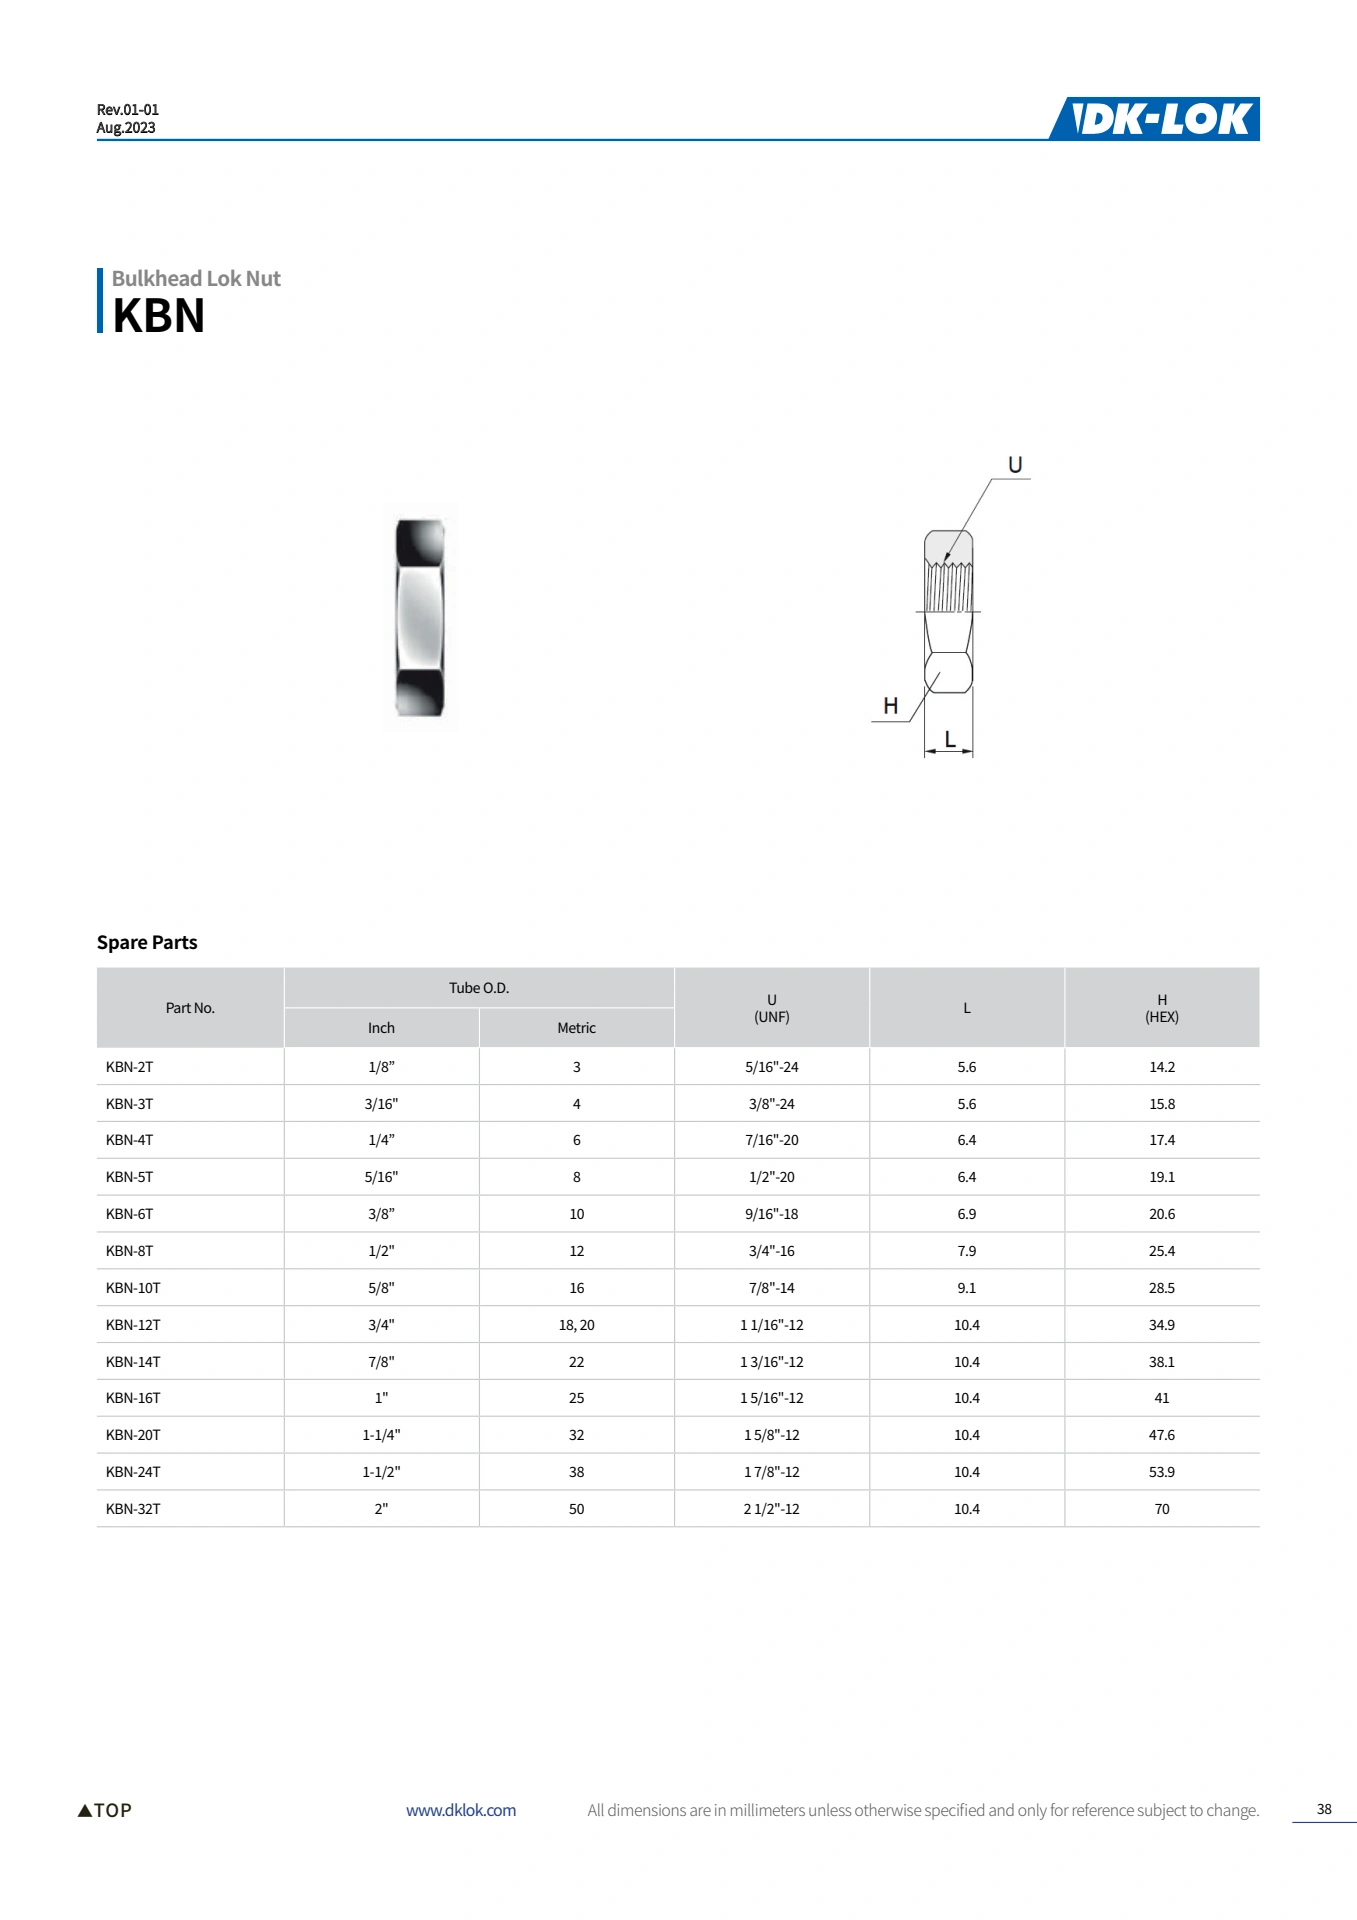 Rev.01-01
Aug.2023
DK-LOK
Bulkhead Lok Nut
KBN
U
H
L
Spare Parts
Part No. Tube O.D. U (UNF) L H (HEX)
Inch Metric
KBN-2T 1/8” 3 5/16"-24 5.6 14.2
KBN-3T 3/16" 4 3/8"-24 5.6 15.8
KBN-4T 1/4” 6 7/16"-20 6.4 17.4
KBN-5T 5/16" 8 1/2"-20 6.4 19.1
KBN-6T 3/8” 10 9/16"-18 6.9 20.6
KBN-8T 1/2" 12 3/4"-16 7.9 25.4
KBN-10T 5/8" 16 7/8"-14 9.1 28.5
KBN-12T 3/4" 18, 20 1 1/16"-12 10.4 34.9
KBN-14T 7/8" 22 1 3/16"-12 10.4 38.1
KBN-16T 1" 25 1 5/16"-12 10.4 41
KBN-20T 1-1/4" 32 1 5/8"-12 10.4 47.6
KBN-24T 1-1/2" 38 1 7/8"-12 10.4 53.9
KBN-32T 2" 50 2 1/2"-12 10.4 70
▲TOP www.dklok.com All dimensions are in millimeters unless otherwise specified and only for reference subject to change. 38